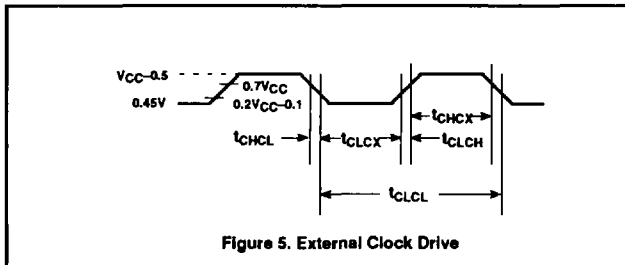 VCC–0.5
0.7VCC
0.45V
0.2VCC–0.1
tCHCX
tCHCL
tCLCX
tCLCH
tCLCL
Figure 5. External Clock Drive